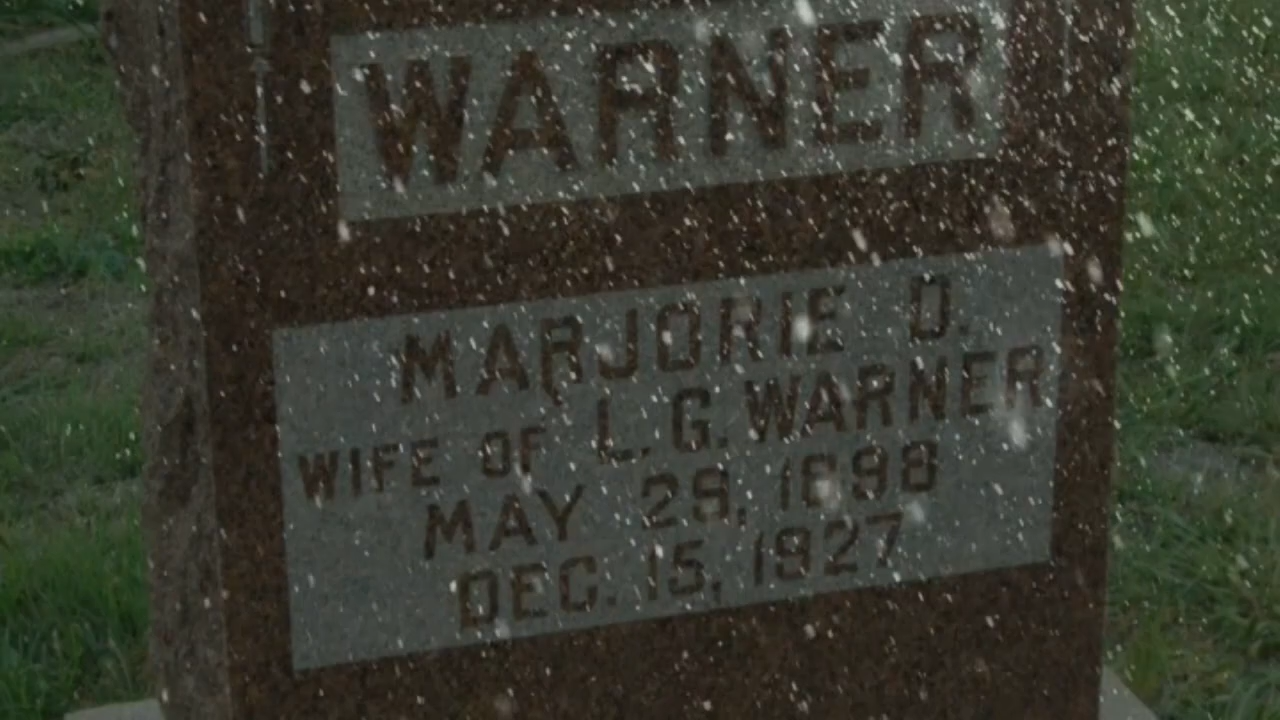 WARNER
MARJORIE D.
WIFE OF L. G. WARNER
MAY 29, 1898
DEC. 15, 1927